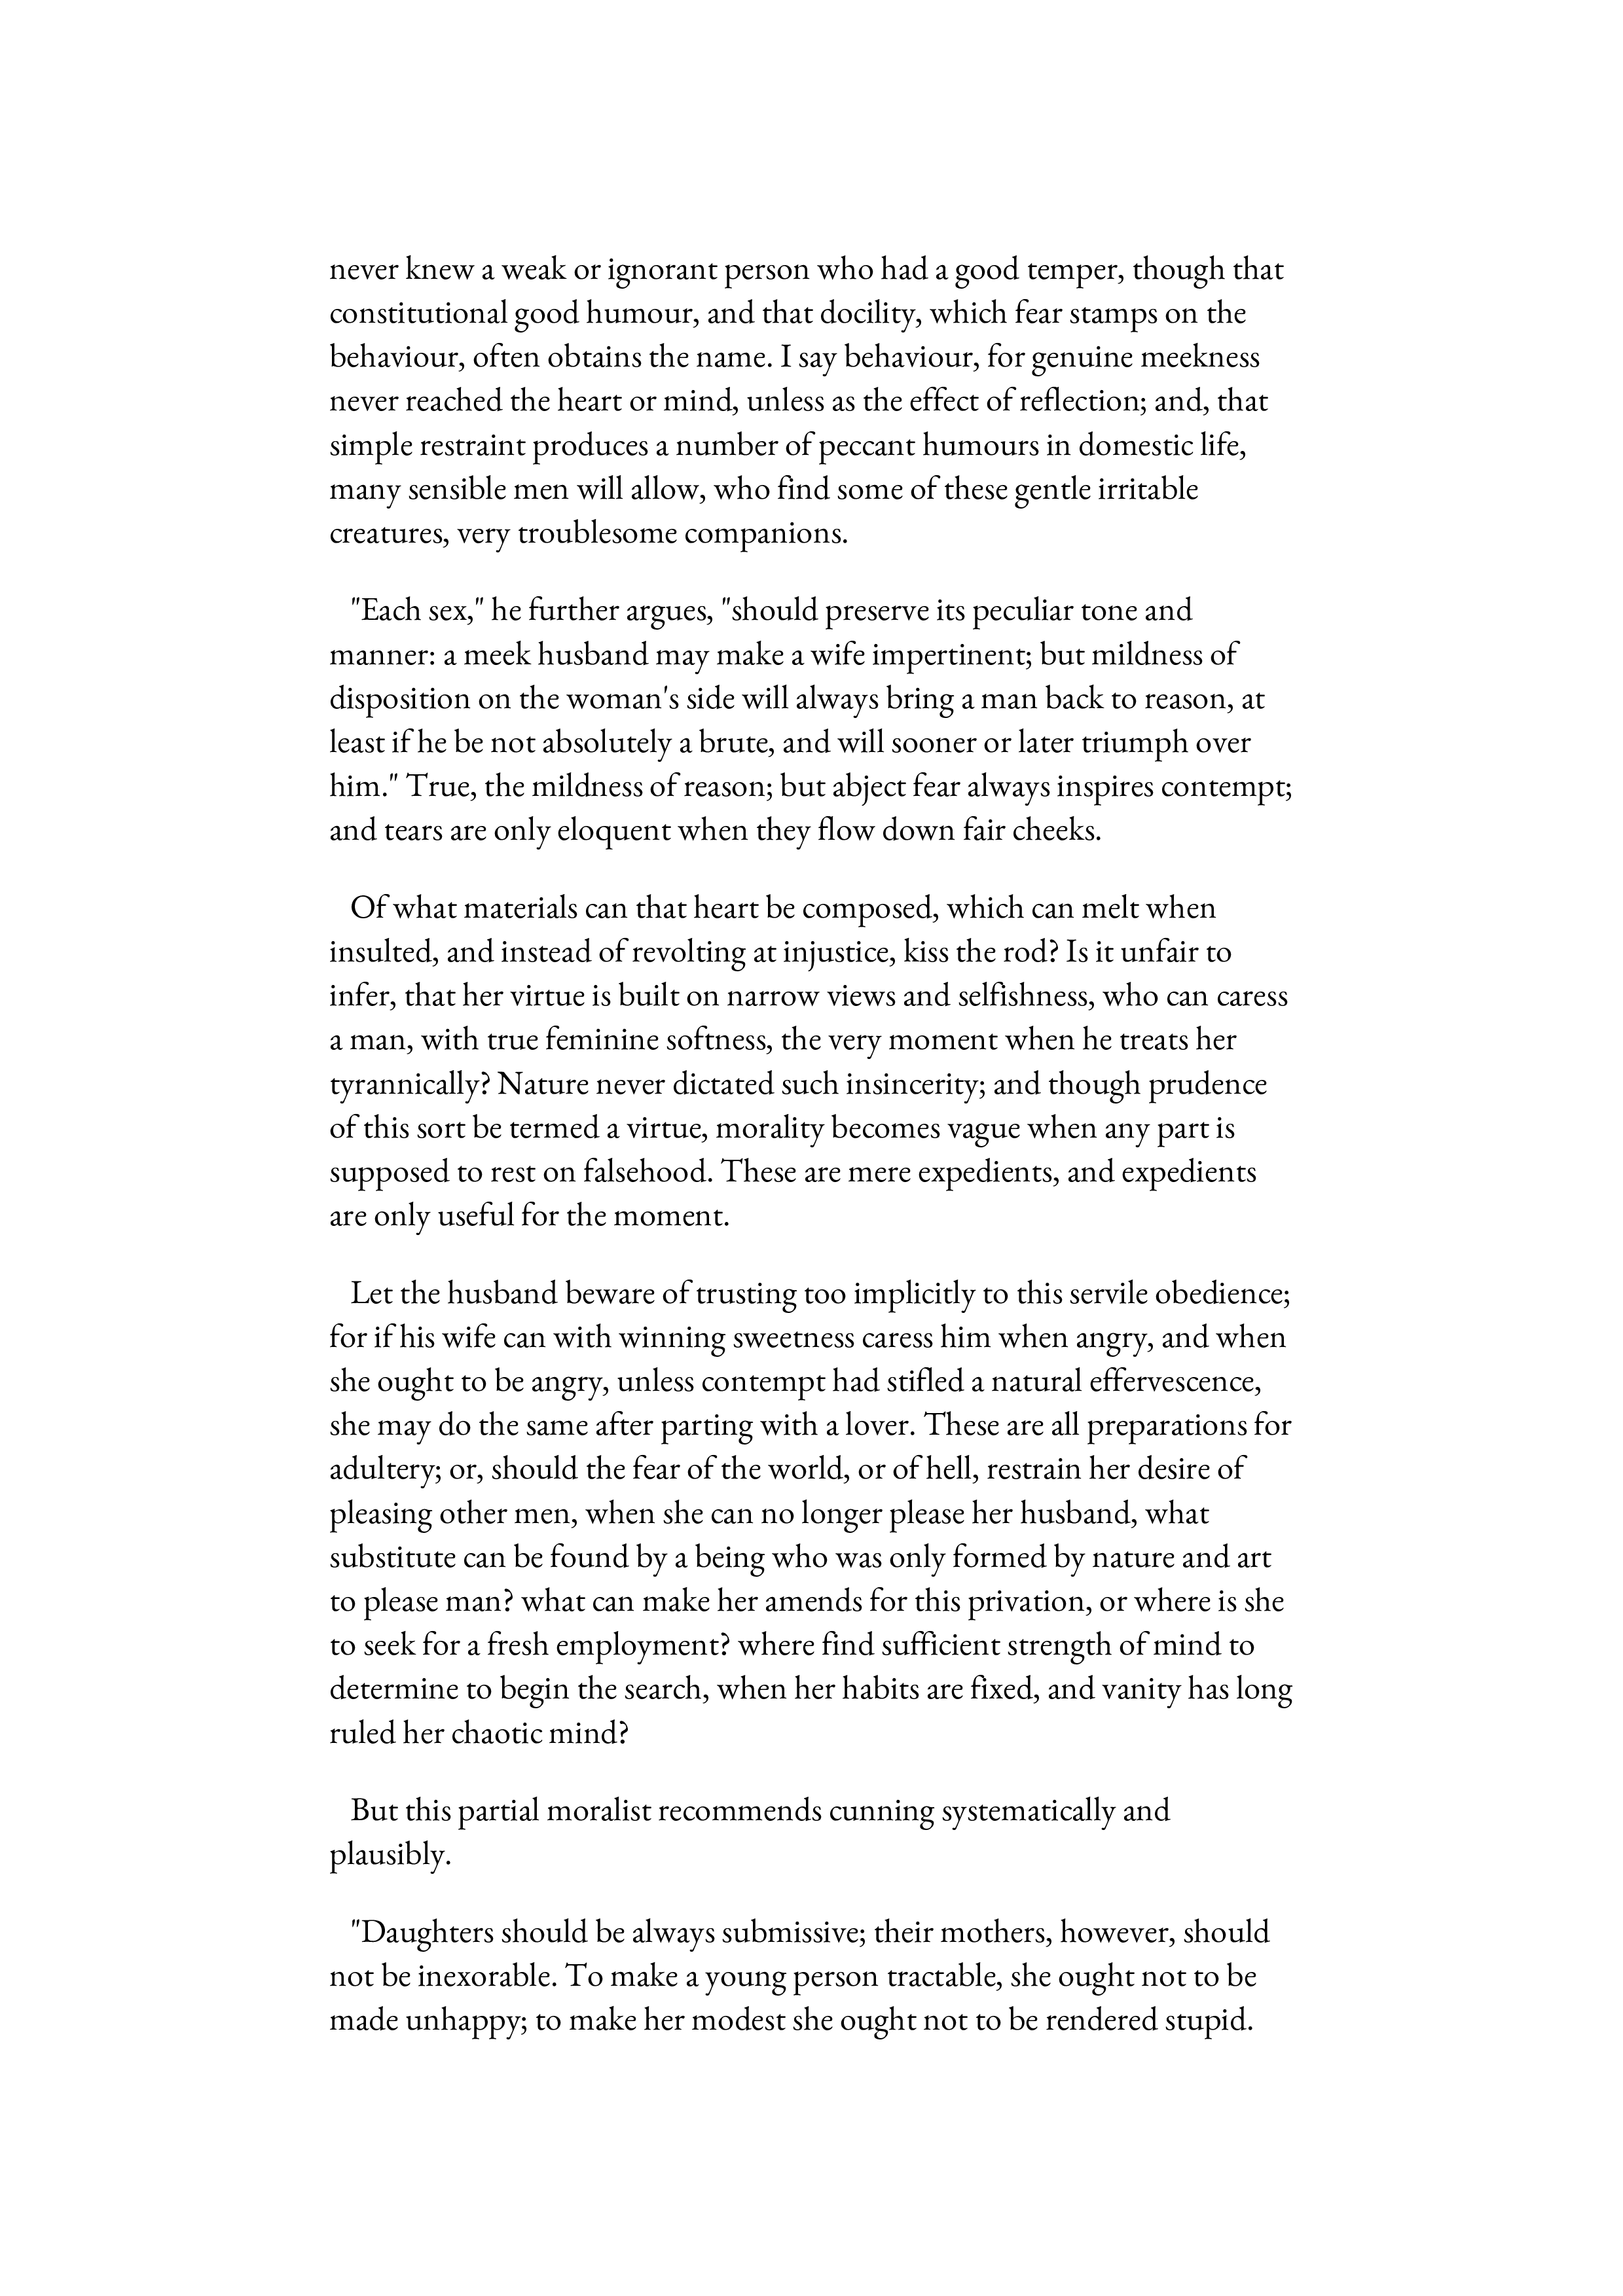 never knew a weak or ignorant person who had a good temper, though that
constitutional good humour, and that docility, which fear stamps on the
behaviour, often obtains the name. I say behaviour, for genuine meekness
never reached the heart or mind, unless as the effect of reflection; and, that
simple restraint produces a number of peccant humours in domestic life,
many sensible men will allow, who find some of these gentle irritable
creatures, very troublesome companions.
"Each sex," he further argues, "should preserve its peculiar tone and
manner: a meek husband may make a wife impertinent; but mildness of
disposition on the woman's side will always bring a man back to reason, at
least if he be not absolutely a brute, and will sooner or later triumph over
him." True, the mildness of reason; but abject fear always inspires contempt;
and tears are only eloquent when they flow down fair cheeks.
Of what materials can that heart be composed, which can melt when
insulted, and instead of revolting at injustice, kiss the rod? Is it unfair to
infer, that her virtue is built on narrow views and selfishness, who can caress
a man, with true feminine softness, the very moment when he treats her
tyrannically? Nature never dictated such insincerity; and though prudence
of this sort be termed a virtue, morality becomes vague when any part is
supposed to rest on falsehood. These are mere expedients, and expedients
are only useful for the moment.
Let the husband beware of trusting too implicitly to this servile obedience;
for if his wife can with winning sweetness caress him when angry, and when
she ought to be angry, unless contempt had stifled a natural effervescence,
she may do the same after parting with a lover. These are all preparations for
adultery; or, should the fear of the world, or of hell, restrain her desire of
pleasing other men, when she can no longer please her husband, what
substitute can be found by a being who was only formed by nature and art
to please man? what can make her amends for this privation, or where is she
to seek for a fresh employment? where find sufficient strength of mind to
determine to begin the search, when her habits are fixed, and vanity has long
ruled her chaotic mind?
But this partial moralist recommends cunning systematically and
plausibly.
"Daughters should be always submissive; their mothers, however, should
not be inexorable. To make a young person tractable, she ought not to be
made unhappy; to make her modest she ought not to be rendered stupid.